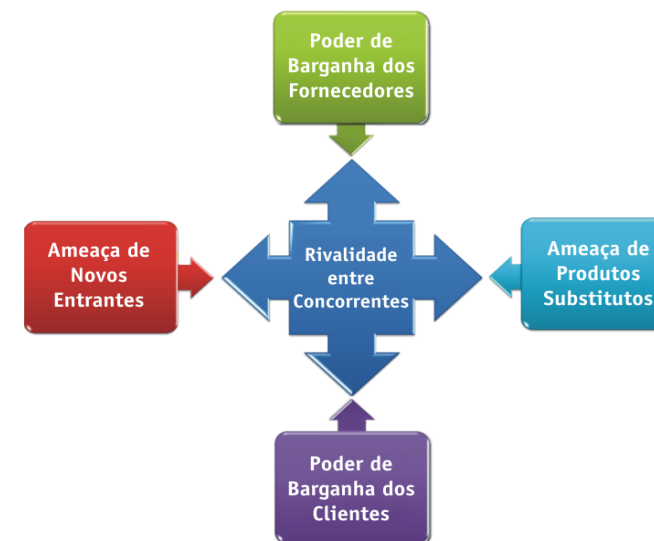 Poder de
Barganha dos
Fornecedores
Ameaça de
Novos
Entrantes
Rivalidade
entre
Concorrentes
Ameaça de
Produtos
Substitutos
Poder de
Barganha dos
Clientes